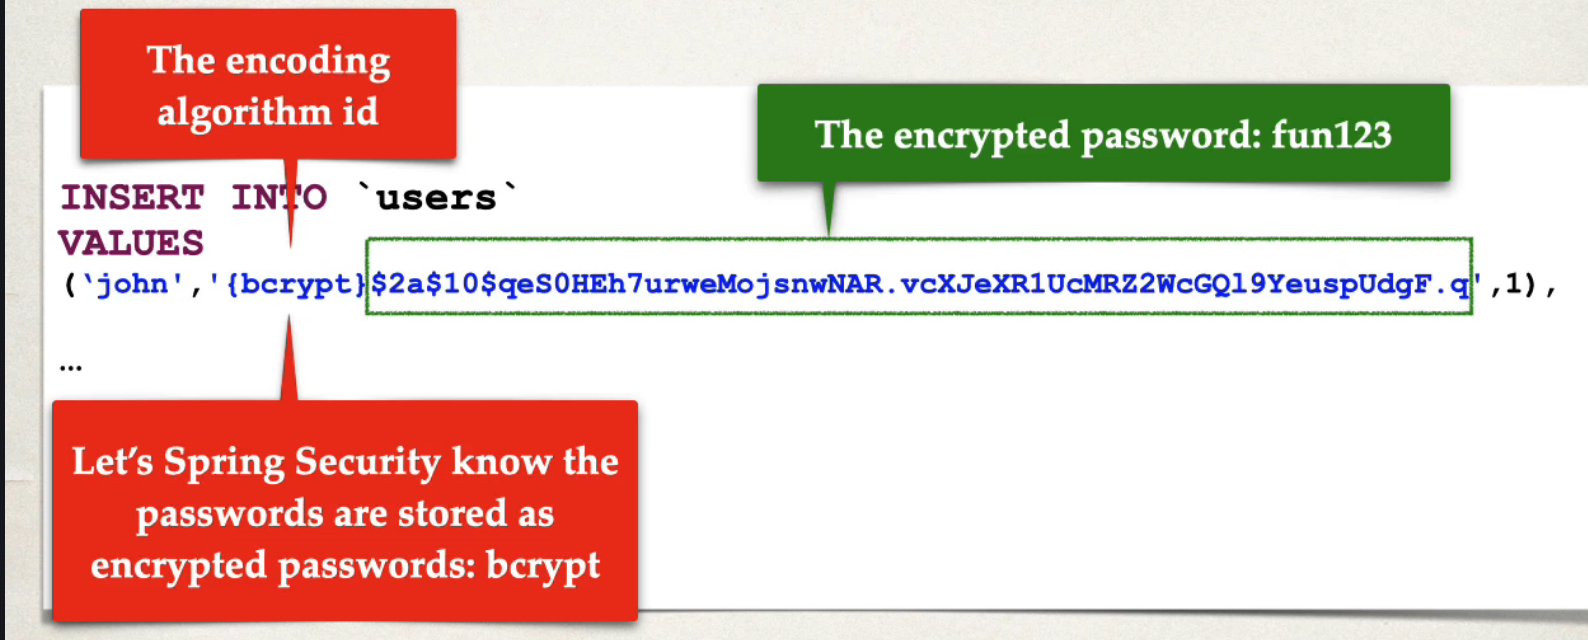 The encoding
algorithm id
The encrypted password: fun123
INSERT INTO `users`
VALUES
(‘john','{bcrypt}$2a$10$qeS0HEh7urweMojsnwNAR.vcXJeXR1UcMRZ2WcGQl9YeuspUdgF.q',1),
…
Let’s Spring Security know the
passwords are stored as
encrypted passwords: bcrypt